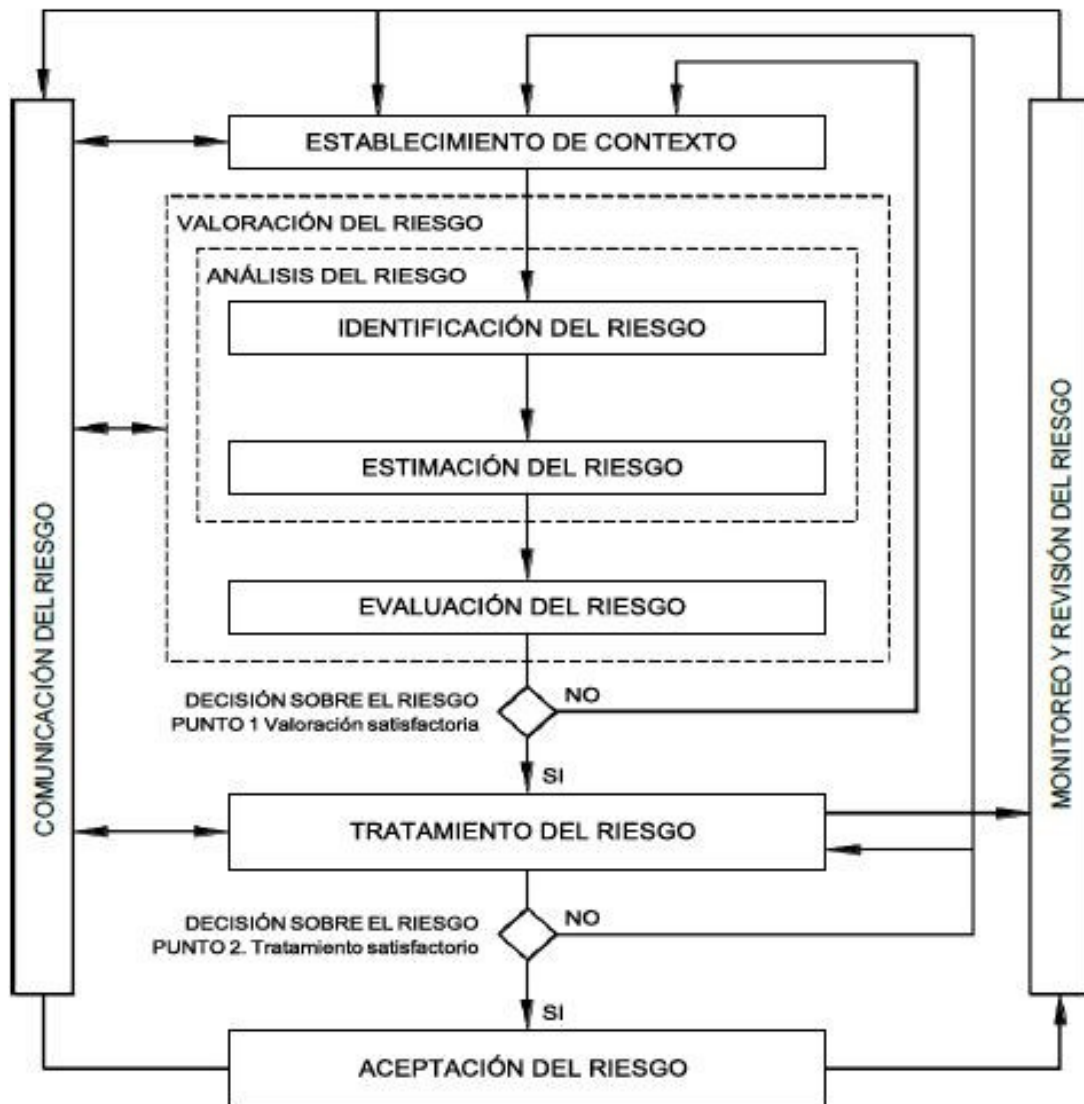 ESTABLECIMIENTO DE CONTEXTO
VALORACIÓN DEL RIESGO
ANÁLISIS DEL RIESGO
IDENTIFICACIÓN DEL RIESGO
ESTIMACIÓN DEL RIESGO
EVALUACIÓN DEL RIESGO
DECISIÓN SOBRE EL RIESGO
PUNTO 1 Valoración satisfactoria
NO
SI
TRATAMIENTO DEL RIESGO
DECISIÓN SOBRE EL RIESGO
PUNTO 2. Tratamiento satisfactorio
NO
SI
ACEPTACIÓN DEL RIESGO
COMUNICACIÓN DEL RIESGO
MONITOREO Y REVISIÓN DEL RIESGO